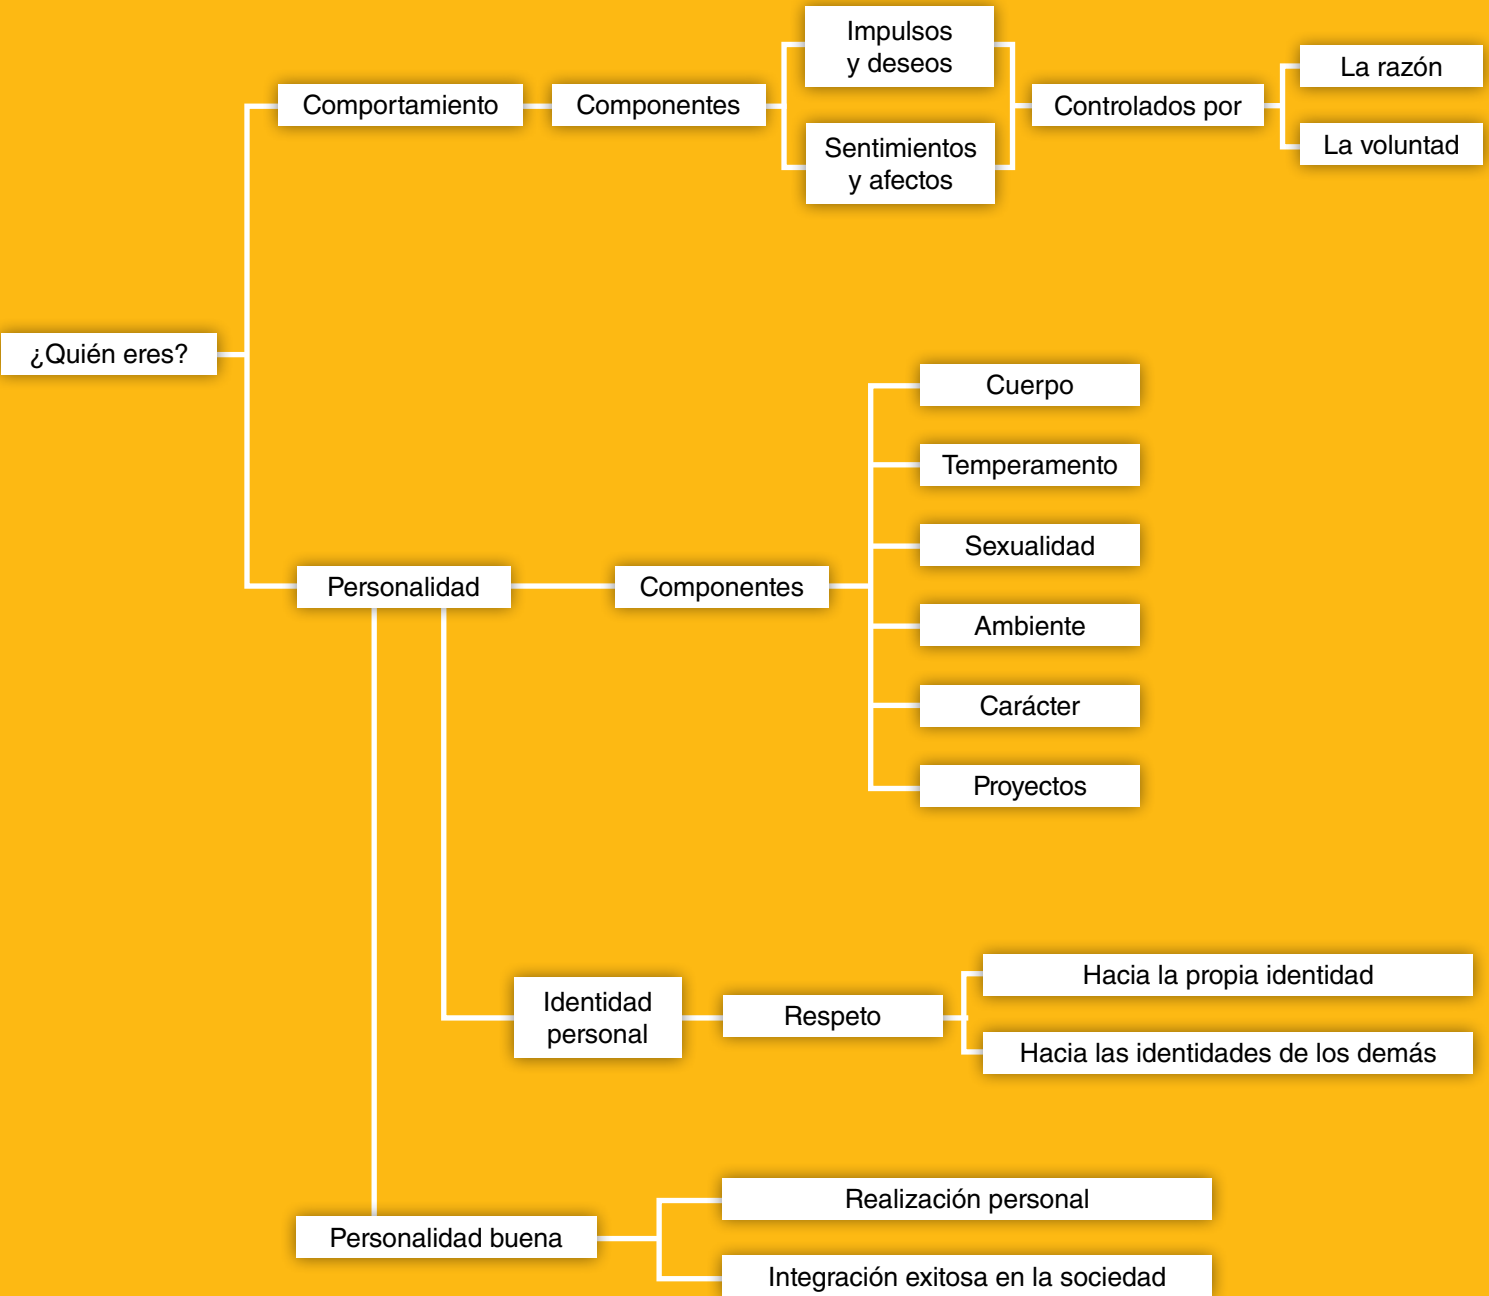 Impulsos
y deseos
La razón
Comportamiento
Componentes
Controlados por
Sentimientos
y afectos
La voluntad
¿Quién eres?
Cuerpo
Temperamento
Sexualidad
Personalidad
Componentes
Ambiente
Carácter
Proyectos
Identidad
personal
Respeto
Hacia la propia identidad
Hacia las identidades de los demás
Personalidad buena
Realización personal
Integración exitosa en la sociedad